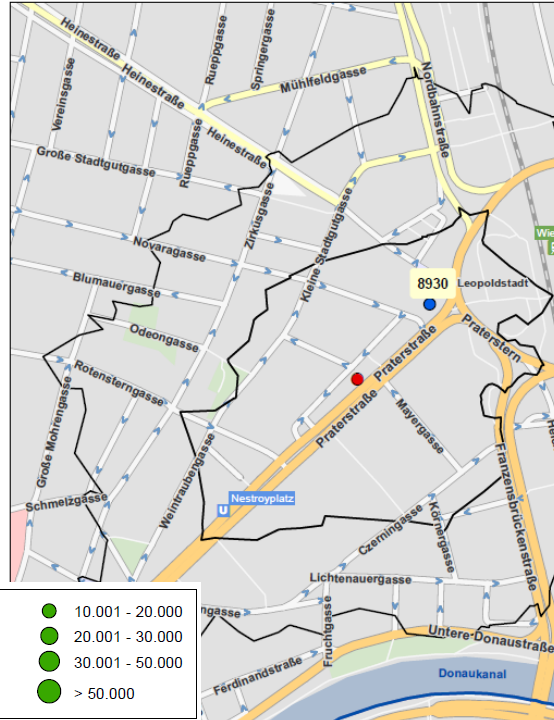 Heinestraße
Heinestraße
Rueppgasse
Springergasse
Mühlfeldgasse
Nordbahnstraße
Vereinsgasse
Rueppgasse
Heinestraße
Große Stadtgutgasse
Zirkusgasse
Kleine Stadtgutgasse
Novaragasse
Wie
8930
Leopoldstadt
Blumauergasse
Odeongasse
Praterstraße
Praterstern
Rotensterngasse
Große Mohrengasse
Praterstraße
Mayergasse
Weintraubengasse
Franzensbrückenstraße
Schmelzgasse
U
Nestroyplatz
Czerningasse
Körnergasse
Lichtenauergasse
ngasse
Fruchtgasse
Untere Donaustraße
Ferdinandstraße
Donaukanal
10.001 - 20.000
20.001 - 30.000
30.001 - 50.000
> 50.000